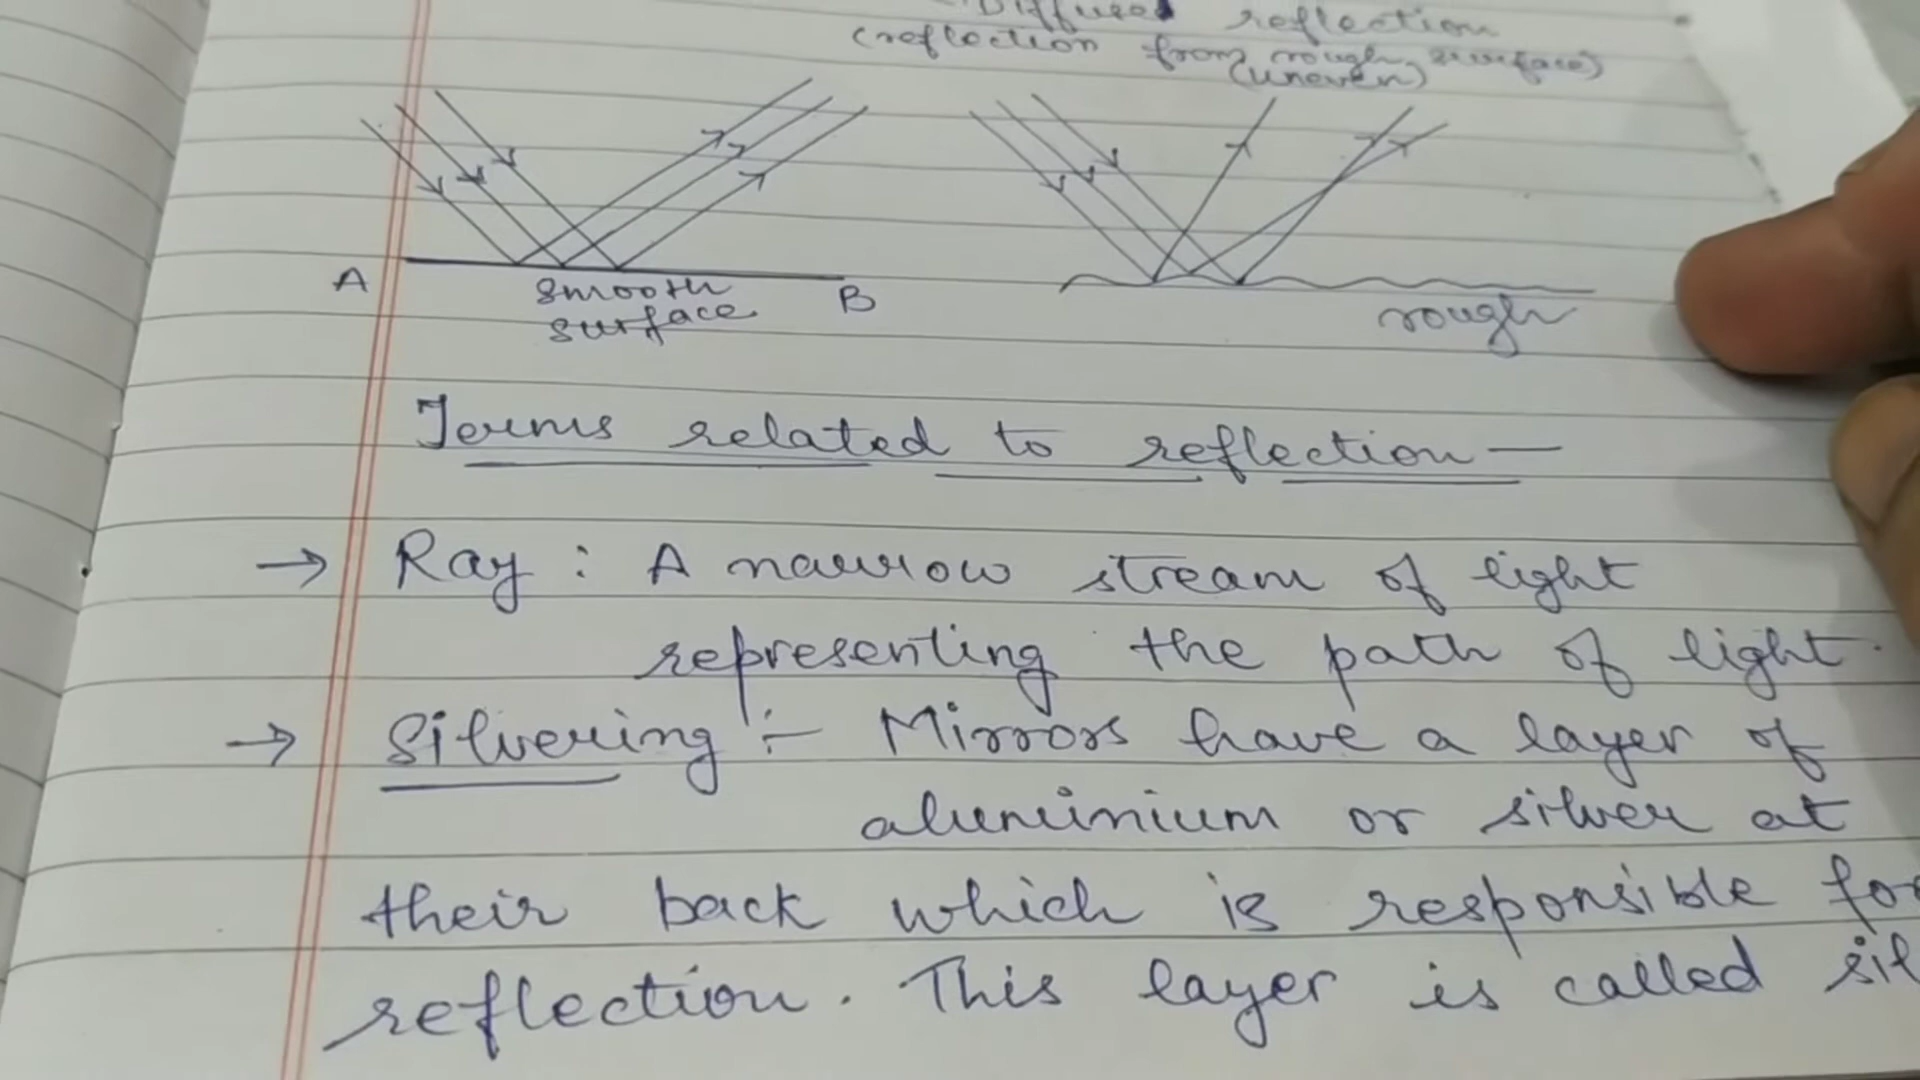 Diffused reflection
(reflection from rough surface)
(uneven)
A smooth surface B
rough
Terms related to reflection —
→ Ray : A narrow stream of light
representing the path of light.
→ Silvering :- Mirrors have a layer of
aluminium or silver at
their back which is responsible for
reflection. This layer is called sil